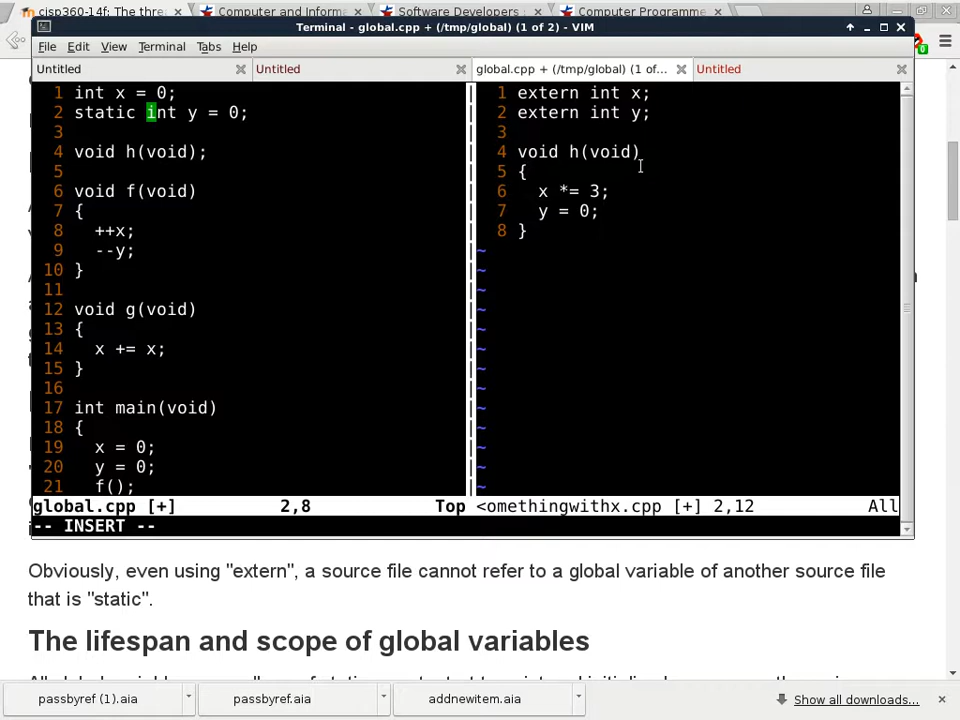 cisp360-14f: The thre
Computer and Inform
Software Developers
Computer Programme
Terminal - global.cpp + (/tmp/global) (1 of 2) - VIM
File Edit View Terminal Tabs Help
Untitled
Untitled
global.cpp + (/tmp/global) (1 of...
Untitled
1 int x = 0;
2 static int y = 0;
3
4 void h(void);
5
6 void f(void)
7 {
8 ++x;
9 --y;
10 }
11
12 void g(void)
13 {
14 x += x;
15 }
16
17 int main(void)
18 {
19 x = 0;
20 y = 0;
21 f();
global.cpp [+] 2,8 Top
-- INSERT --
1 extern int x;
2 extern int y;
3
4 void h(void)
5 {
6 x *= 3;
7 y = 0;
8 }
~
~
~
~
~
~
~
~
~
~
~
~
~
<omethingwithx.cpp [+] 2,12 All
0
Obviously, even using "extern", a source file cannot refer to a global variable of another source file
that is "static".
The lifespan and scope of global variables
passbyref (1).aia
passbyref.aia
addnewitem.aia
Show all downloads...